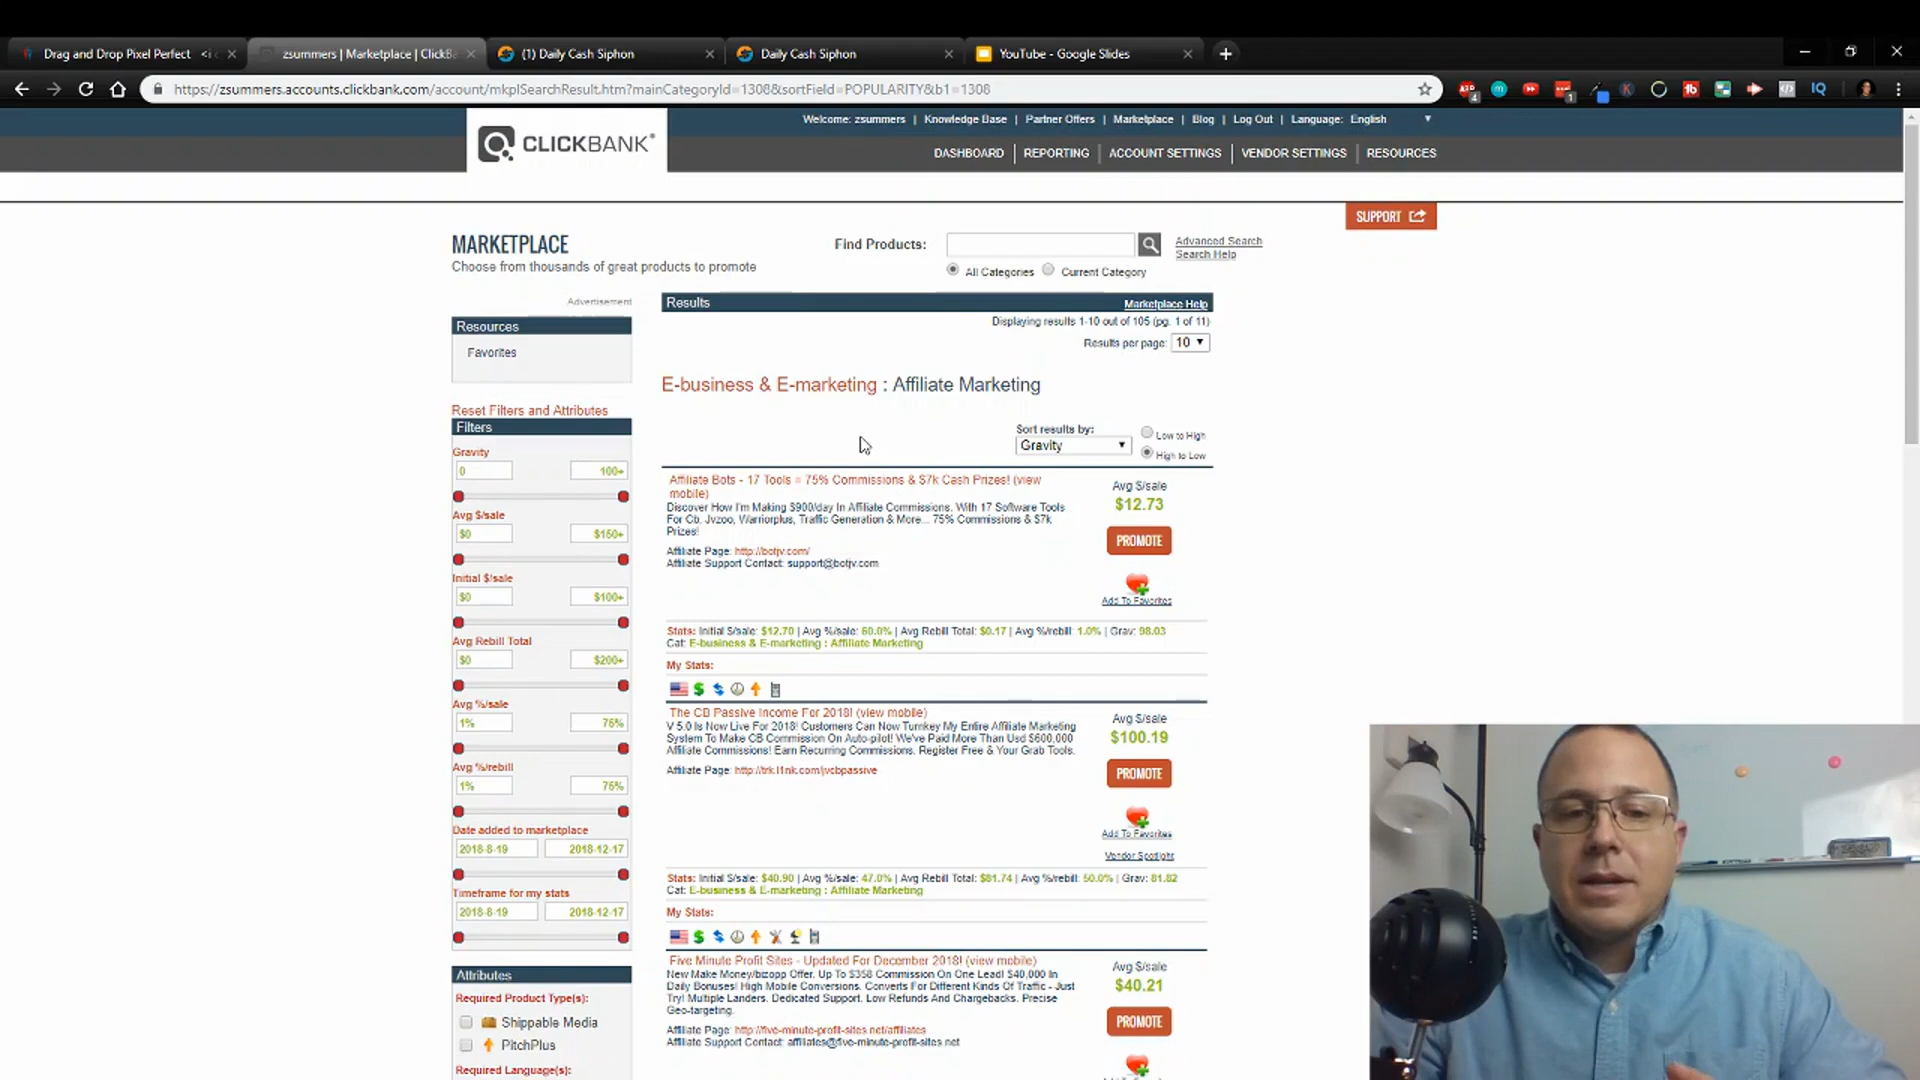 Drag and Drop Pixel Perfect <i c
zsummers | Marketplace | ClickBa
(1) Daily Cash Siphon
Daily Cash Siphon
YouTube - Google Slides
https://zsummers.accounts.clickbank.com/account/mkplSearchResult.htm?mainCategoryId=1308&sortField=POPULARITY&b1=1308
Welcome: zsummers | Knowledge Base | Partner Offers | Marketplace | Blog | Log Out | Language: English
CLICKBANK®
DASHBOARD | REPORTING | ACCOUNT SETTINGS | VENDOR SETTINGS | RESOURCES
SUPPORT
MARKETPLACE
Choose from thousands of great products to promote
Find Products:
Advanced Search
Search Help
All Categories Current Category
Advertisement
Resources
Favorites
Reset Filters and Attributes
Filters
Gravity
0 100+
Avg $/sale
$0 $150+
Initial $/sale
$0 $100+
Avg Rebill Total
$0 $200+
Avg %/sale
1% 75%
Avg %/rebill
1% 75%
Date added to marketplace
2018-8-19 2018-12-17
Timeframe for my stats
2018-8-19 2018-12-17
Attributes
Required Product Type(s):
Shippable Media
PitchPlus
Required Language(s):
Results
Marketplace Help
Displaying results 1-10 out of 105 (pg. 1 of 11)
Results per page: 10
E-business & E-marketing : Affiliate Marketing
Sort results by:
Gravity
Low to High
High to Low
Affiliate Bots - 17 Tools = 75% Commissions & $7k Cash Prizes! (view
mobile)
Discover How I'm Making $900/day In Affiliate Commissions. With 17 Software Tools
For Cb, Jvzoo, Warriorplus, Traffic Generation & More... 75% Commissions & $7k
Prizes!
Affiliate Page: http://botjv.com/
Affiliate Support Contact: support@botjv.com
Avg $/sale
$12.73
PROMOTE
Add To Favorites
Stats: Initial $/sale: $12.70 | Avg %/sale: 60.0% | Avg Rebill Total: $0.17 | Avg %/rebill: 1.0% | Grav: 98.03
Cat: E-business & E-marketing : Affiliate Marketing
My Stats:
The CB Passive Income For 2018! (view mobile)
V 5.0 Is Now Live For 2018! Customers Can Now Turnkey My Entire Affiliate Marketing
System To Make CB Commission On Auto-pilot! We've Paid More Than Usd $600,000
Affiliate Commissions! Earn Recurring Commissions. Register Free & Your Grab Tools.
Affiliate Page: http://trk.l1nk.com/jvcbpassive
Avg $/sale
$100.19
PROMOTE
Add To Favorites
Vendor Spotlight
Stats: Initial $/sale: $40.90 | Avg %/sale: 47.0% | Avg Rebill Total: $81.74 | Avg %/rebill: 50.0% | Grav: 81.82
Cat: E-business & E-marketing : Affiliate Marketing
My Stats:
Five Minute Profit Sites - Updated For December 2018! (view mobile)
New Make Money/bizopp Offer. Up To $358 Commission On One Lead! $40,000 In
Daily Bonuses! High Mobile Conversions. Converts For Different Kinds Of Traffic - Just
Try! Multiple Landers. Dedicated Support. Low Refunds And Chargebacks. Precise
Geo-targeting.
Affiliate Page: http://five-minute-profit-sites.net/affiliates
Affiliate Support Contact: affiliates@five-minute-profit-sites.net
Avg $/sale
$40.21
PROMOTE